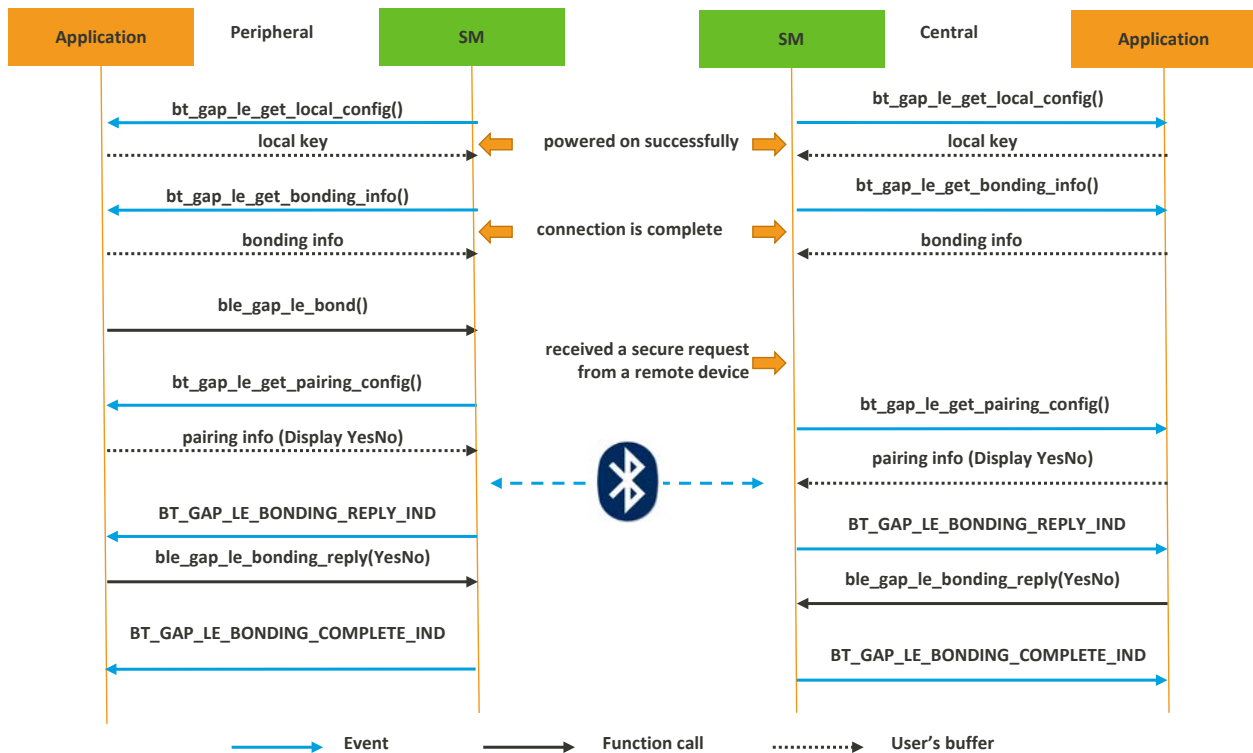 Application
Peripheral
SM
SM
Central
Application
bt_gap_le_get_local_config()
bt_gap_le_get_local_config()
local key
powered on successfully
local key
bt_gap_le_get_bonding_info()
bt_gap_le_get_bonding_info()
bonding info
connection is complete
bonding info
ble_gap_le_bond()
received a secure request
from a remote device
bt_gap_le_get_pairing_config()
bt_gap_le_get_pairing_config()
pairing info (Display YesNo)
pairing info (Display YesNo)
BT_GAP_LE_BONDING_REPLY_IND
BT_GAP_LE_BONDING_REPLY_IND
ble_gap_le_bonding_reply(YesNo)
ble_gap_le_bonding_reply(YesNo)
BT_GAP_LE_BONDING_COMPLETE_IND
BT_GAP_LE_BONDING_COMPLETE_IND
Event
Function call
User's buffer